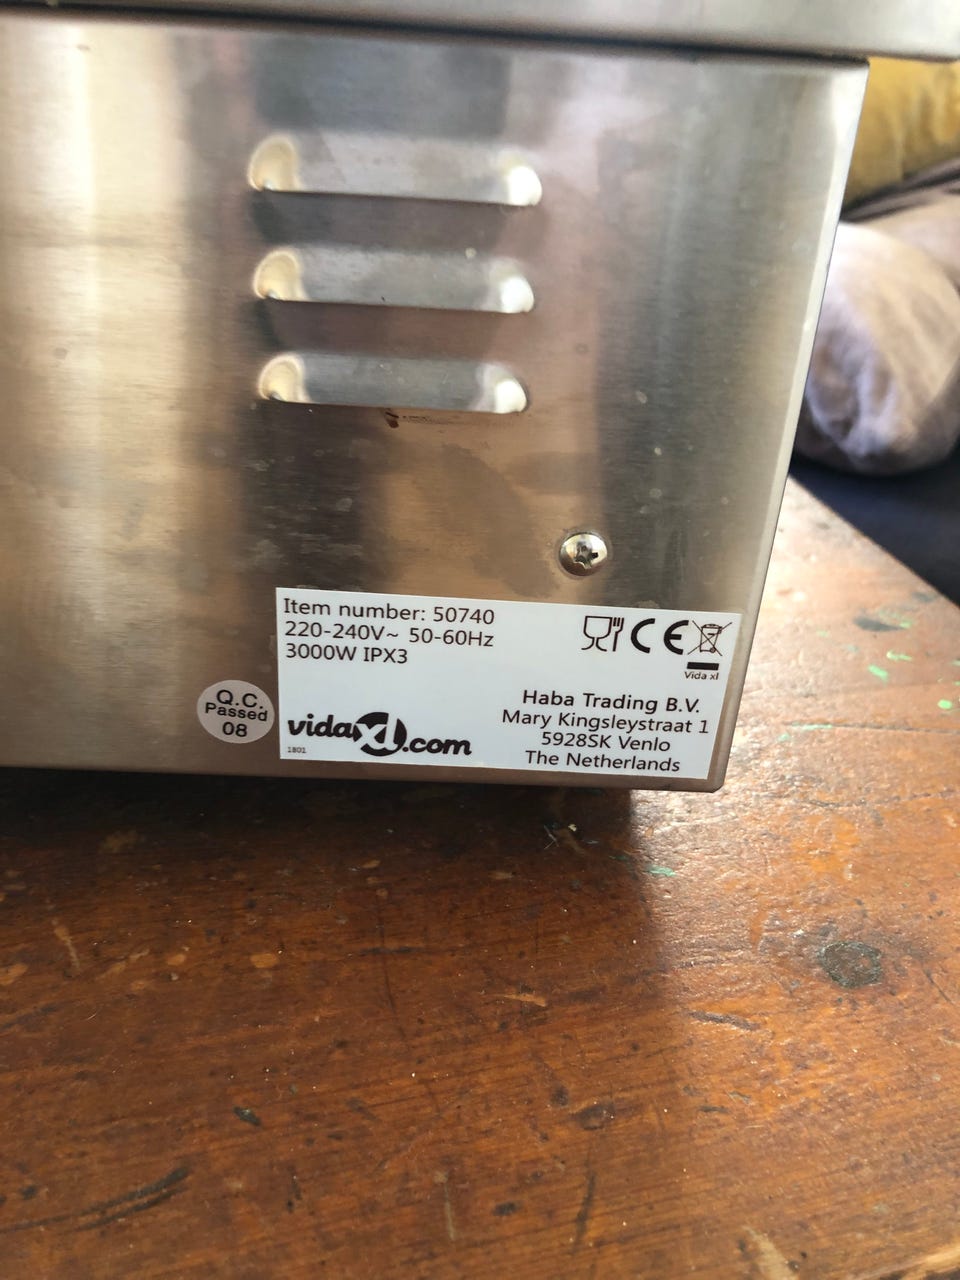 Item number: 50740
220-240V~ 50-60Hz
3000W IPX3
CE
Vida xl
Haba Trading B.V.
Mary Kingsleystraat 1
5928SK Venlo
The Netherlands
vidaXL.com
1801
Q.C.
Passed
08